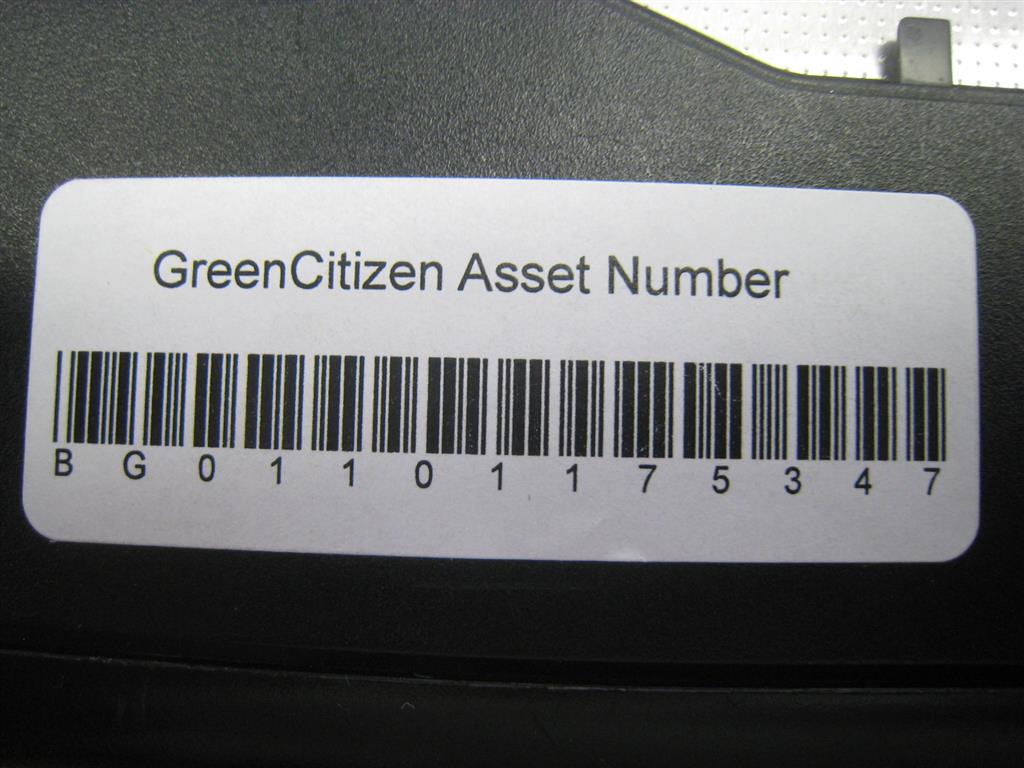 GreenCitizen Asset Number
B G 0 1 1 0 1 1 7 5 3 4 7